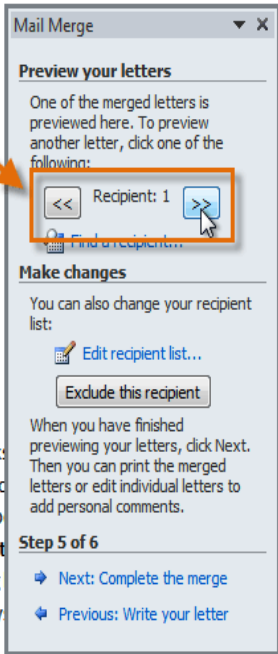 Mail Merge
Preview your letters
One of the merged letters is
previewed here. To preview
another letter, click one of the
following:
<< Recipient: 1 >>
Find a recipient...
Make changes
You can also change your recipient
list:
Edit recipient list...
Exclude this recipient
When you have finished
previewing your letters, click Next.
Then you can print the merged
letters or edit individual letters to
add personal comments.
Step 5 of 6
Next: Complete the merge
Previous: Write your letter